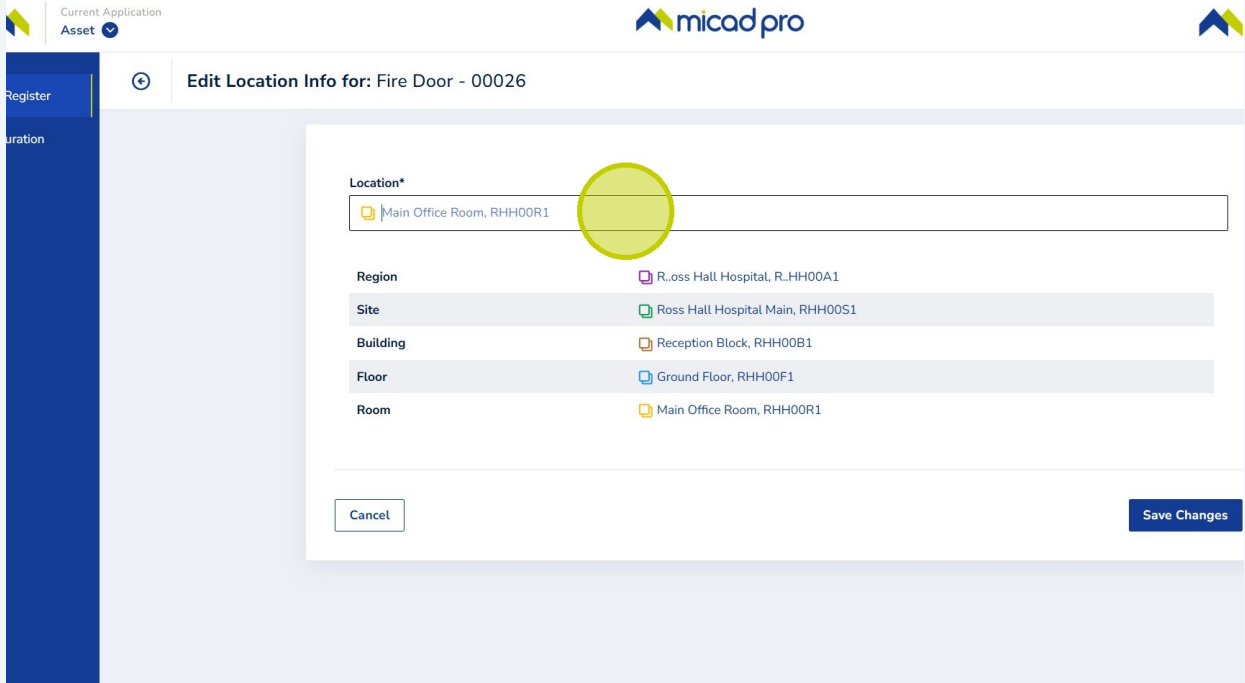 Current Application
Asset
micad pro
Register
uration
Edit Location Info for: Fire Door - 00026
Location*
Main Office Room, RHH00R1
Region R..oss Hall Hospital, R..HH00A1
Site Ross Hall Hospital Main, RHH00S1
Building Reception Block, RHH00B1
Floor Ground Floor, RHH00F1
Room Main Office Room, RHH00R1
Cancel Save Changes